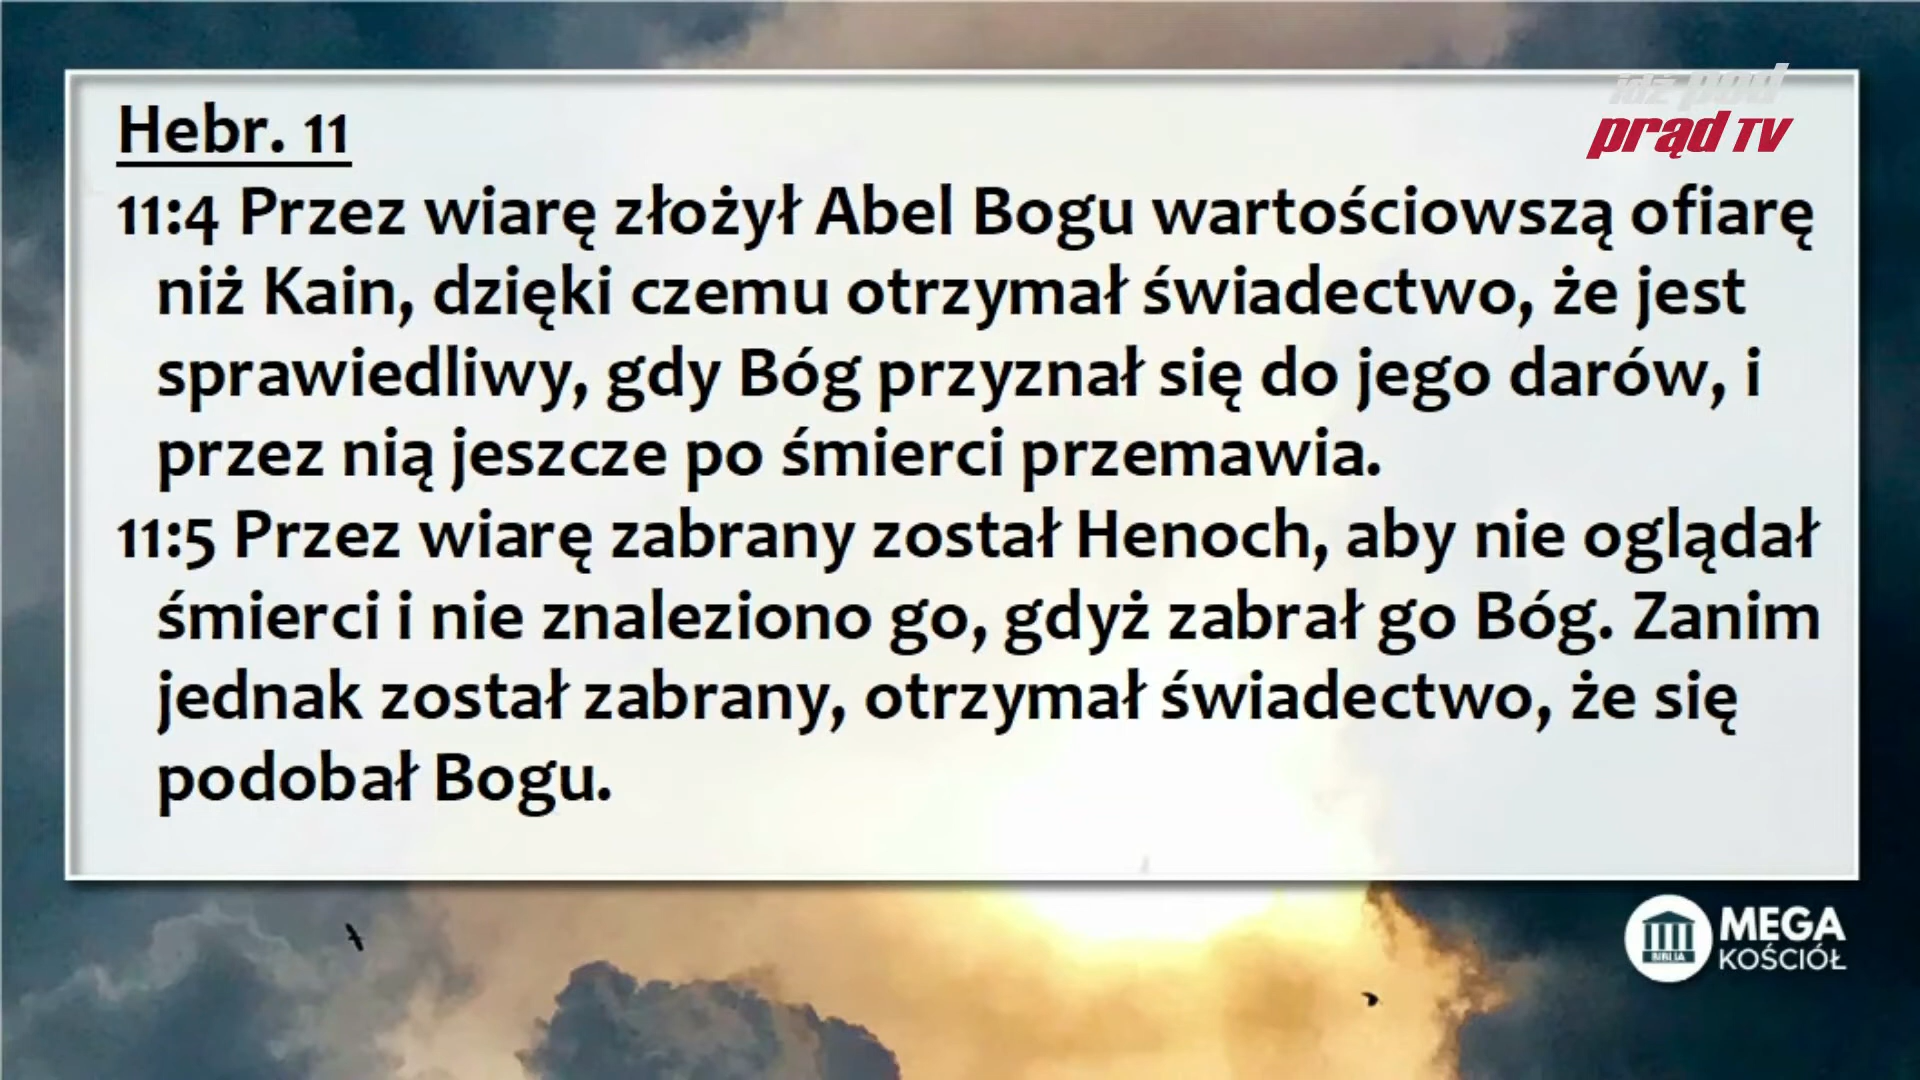 idź pod
prąd TV
Hebr. 11
11:4 Przez wiarę złożył Abel Bogu wartościowszą ofiarę
niż Kain, dzięki czemu otrzymał świadectwo, że jest
sprawiedliwy, gdy Bóg przyznał się do jego darów, i
przez nią jeszcze po śmierci przemawia.
11:5 Przez wiarę zabrany został Henoch, aby nie oglądał
śmierci i nie znaleziono go, gdyż zabrał go Bóg. Zanim
jednak został zabrany, otrzymał świadectwo, że się
podobał Bogu.
BIBLIA
MEGA
KOŚCIÓŁ